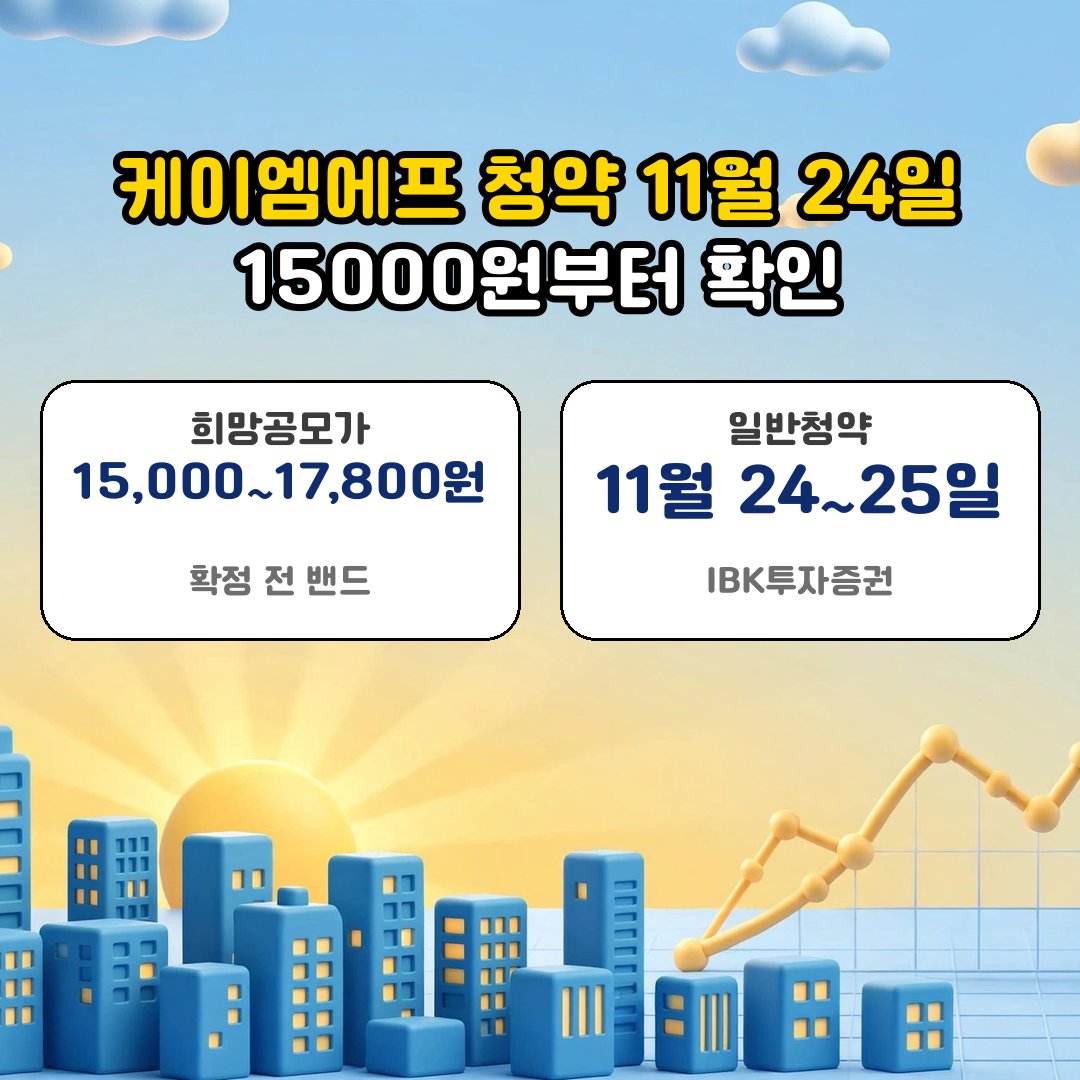 케이엠에프 청약 11월 24일
15000원부터 확인
희망공모가
15,000~17,800원
확정 전 밴드
일반청약
11월 24~25일
IBK투자증권